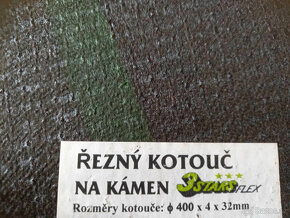 ŘEZNÝ KOTOUČ
NA KÁMEN 3STARS FLEX
Rozměry kotouče: ϕ 400 x 4 x 32mm